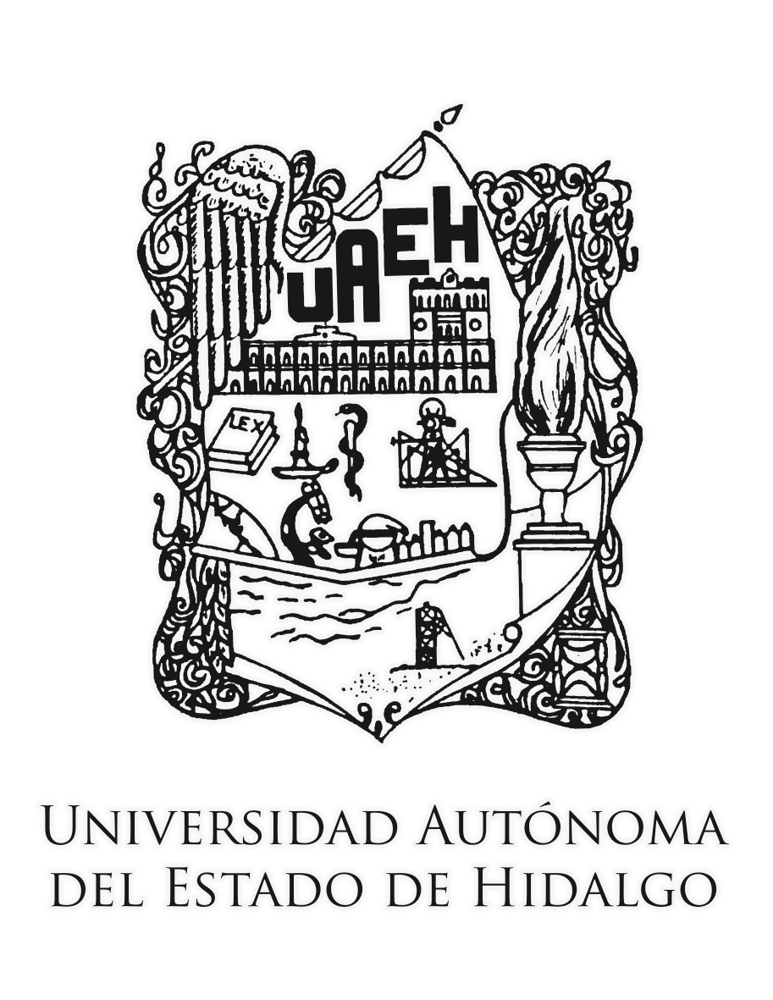 UAEH
LEX
UNIVERSIDAD AUTÓNOMA
DEL ESTADO DE HIDALGO